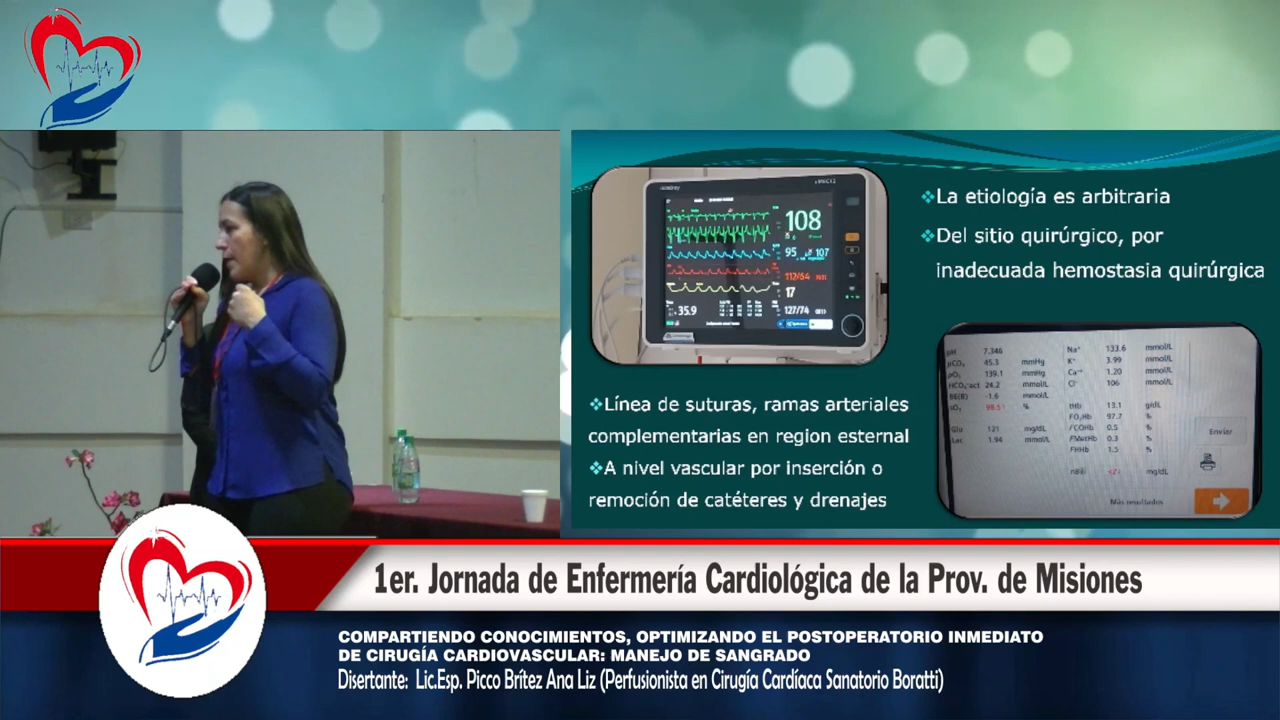 ❖La etiología es arbitraria
❖Del sitio quirúrgico, por
inadecuada hemostasia quirúrgica
108
95
107
112/64
17
35.9
127/74
❖Línea de suturas, ramas arteriales
complementarias en region esternal
❖A nivel vascular por inserción o
remoción de catéteres y drenajes
pH 7.346
pCO₂ 45.3 mmHg
pO₂ 139.1 mmHg
HCO₃⁻act 24.2 mmol/L
BE(B) -1.6 mmol/L
sO₂ 98.5 %
Glu 121 mg/dL
Lac 1.94 mmol/L
Na⁺ 133.6 mmol/L
K⁺ 3.99 mmol/L
Ca⁺⁺ 1.20 mmol/L
Cl⁻ 106 mmol/L
tHb 13.1 g/dL
FO₂Hb 97.7 %
FCOHb 0.5 %
FMetHb 0.3 %
FHHb 1.5 %
nBili <2 mg/dL
Enviar
Más resultados
1er. Jornada de Enfermería Cardiológica de la Prov. de Misiones
COMPARTIENDO CONOCIMIENTOS, OPTIMIZANDO EL POSTOPERATORIO INMEDIATO
DE CIRUGÍA CARDIOVASCULAR: MANEJO DE SANGRADO
Disertante: Lic.Esp. Picco Brítez Ana Liz (Perfusionista en Cirugía Cardíaca Sanatorio Boratti)